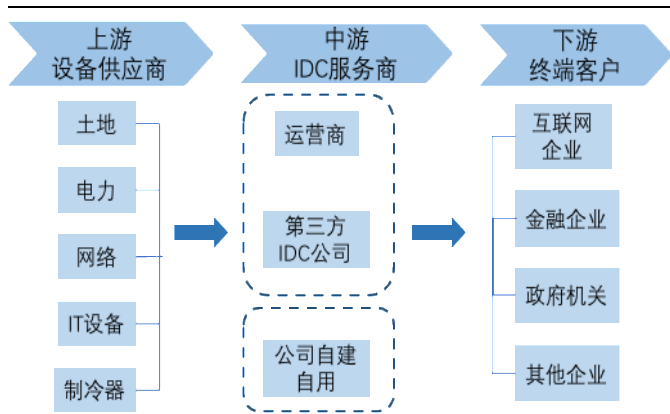 上游
设备供应商
中游
IDC服务商
下游
终端客户
土地
电力
网络
IT设备
制冷器
运营商
第三方
IDC公司
公司自建
自用
互联网
企业
金融企业
政府机关
其他企业